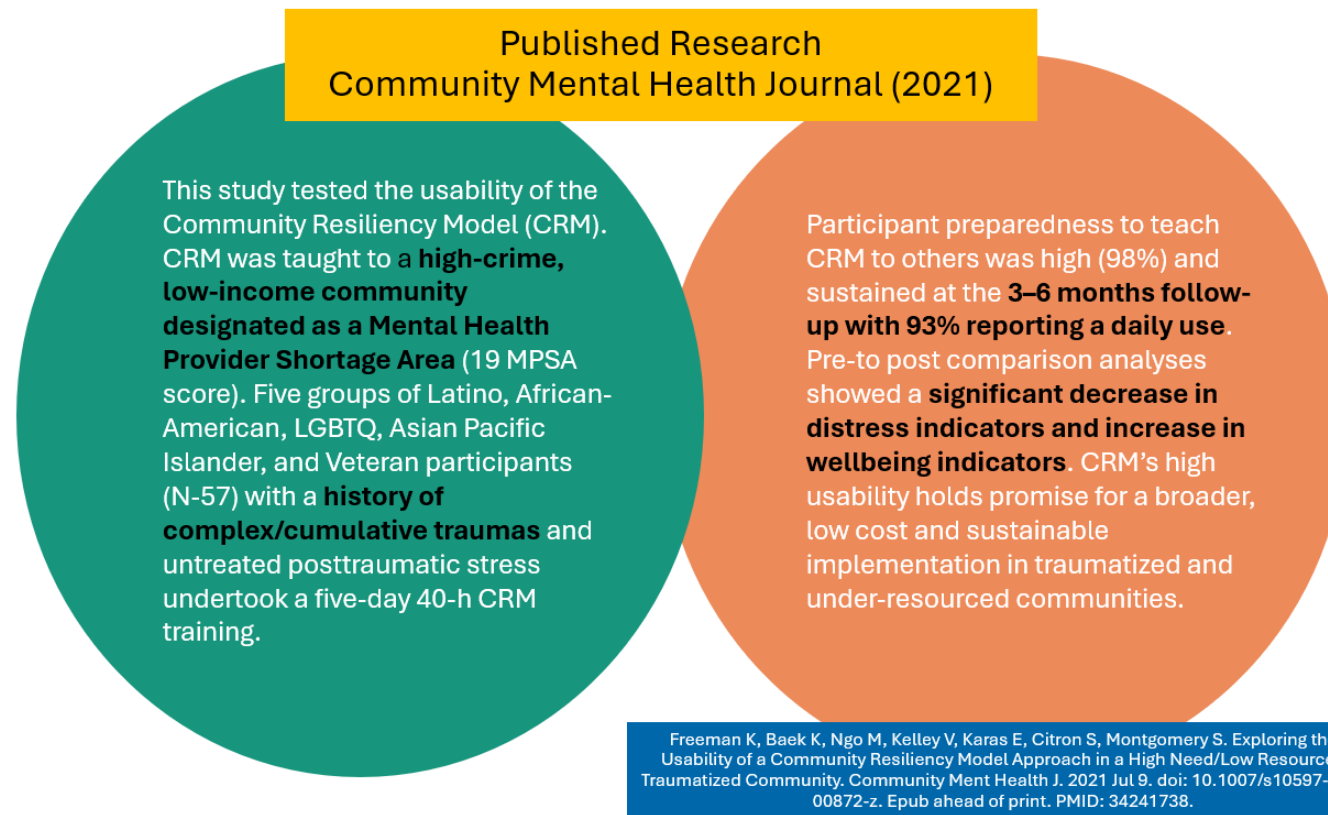 Published Research
Community Mental Health Journal (2021)
This study tested the usability of the
Community Resiliency Model (CRM).
CRM was taught to a high-crime,
low-income community
designated as a Mental Health
Provider Shortage Area (19 MPSA
score). Five groups of Latino, African-
American, LGBTQ, Asian Pacific
Islander, and Veteran participants
(N-57) with a history of
complex/cumulative traumas and
untreated posttraumatic stress
undertook a five-day 40-h CRM
training.
Participant preparedness to teach
CRM to others was high (98%) and
sustained at the 3–6 months follow-
up with 93% reporting a daily use.
Pre-to post comparison analyses
showed a significant decrease in
distress indicators and increase in
wellbeing indicators. CRM’s high
usability holds promise for a broader,
low cost and sustainable
implementation in traumatized and
under-resourced communities.
Freeman K, Baek K, Ngo M, Kelley V, Karas E, Citron S, Montgomery S. Exploring th
Usability of a Community Resiliency Model Approach in a High Need/Low Resource
Traumatized Community. Community Ment Health J. 2021 Jul 9. doi: 10.1007/s10597-
00872-z. Epub ahead of print. PMID: 34241738.